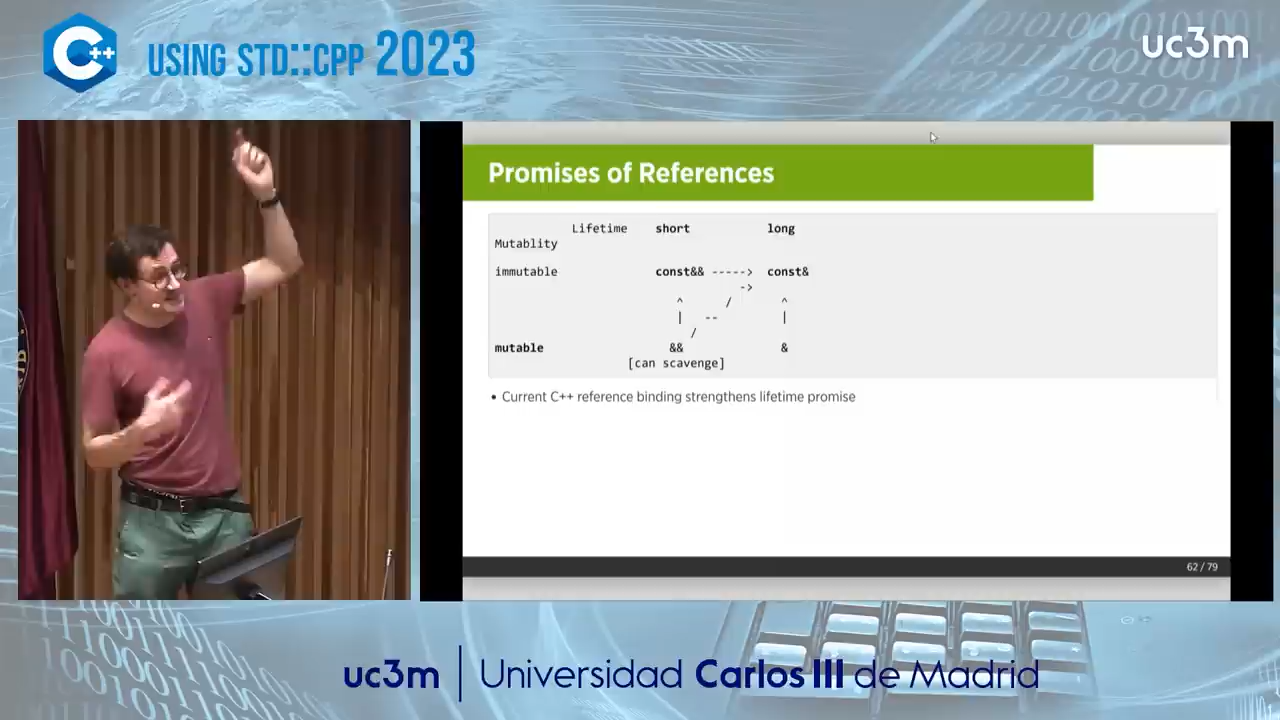 C++ USING STD::CPP 2023
uc3m
Promises of References
Lifetime short long
Mutablity
immutable const&& -----> const&
->
^ / ^
| -- |
/
mutable && &
[can scavenge]
• Current C++ reference binding strengthens lifetime promise
62 / 79
uc3m | Universidad Carlos III de Madrid